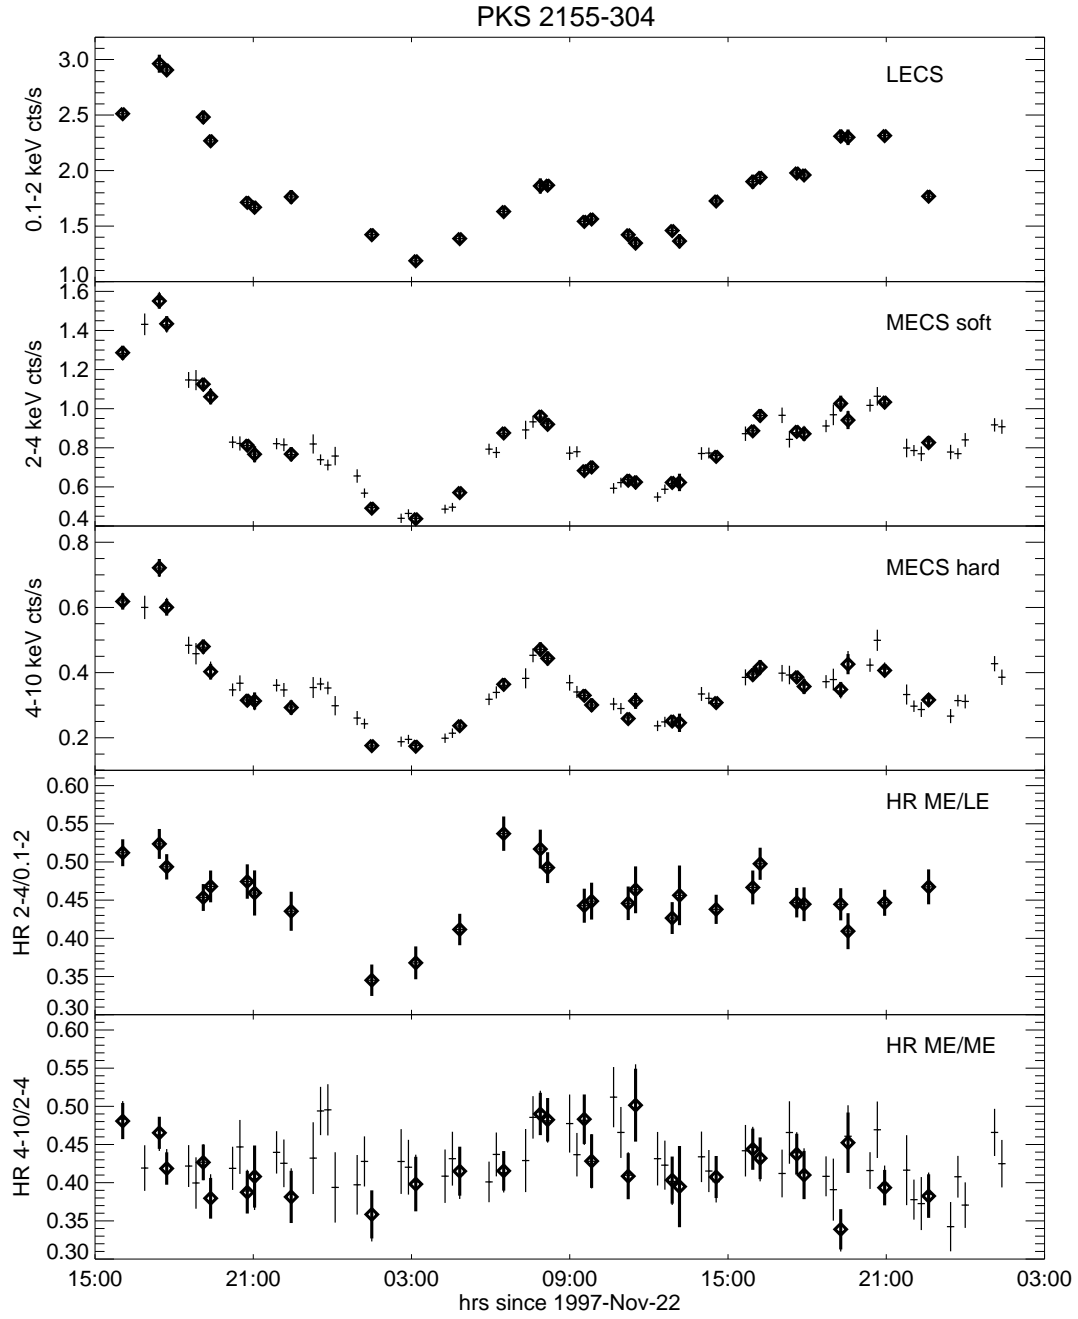 PKS 2155-304
3.0
2.5
2.0
1.5
1.0
0.1-2 keV cts/s
LECS
1.6
1.4
1.2
1.0
0.8
0.6
0.4
2-4 keV cts/s
MECS soft
0.8
0.6
0.4
0.2
4-10 keV cts/s
MECS hard
0.60
0.55
0.50
0.45
0.40
0.35
0.30
HR 2-4/0.1-2
HR ME/LE
0.60
0.55
0.50
0.45
0.40
0.35
0.30
HR 4-10/2-4
HR ME/ME
15:00 21:00 03:00 09:00 15:00 21:00 03:00
hrs since 1997-Nov-22